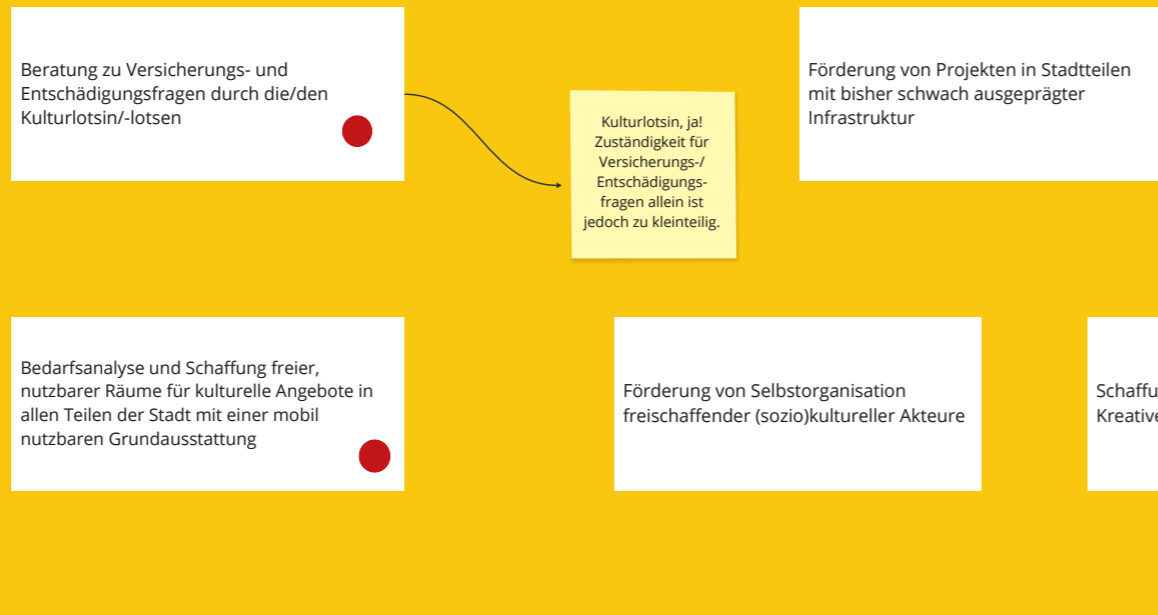 Beratung zu Versicherungs- und
Entschädigungsfragen durch die/den
Kulturlotsin/-lotsen
Kulturlotsin, ja!
Zuständigkeit für
Versicherungs-/
Entschädigungs-
fragen allein ist
jedoch zu kleinteilig.
Förderung von Projekten in Stadtteilen
mit bisher schwach ausgeprägter
Infrastruktur
Bedarfsanalyse und Schaffung freier,
nutzbarer Räume für kulturelle Angebote in
allen Teilen der Stadt mit einer mobil
nutzbaren Grundausstattung
Förderung von Selbstorganisation
freischaffender (sozio)kultureller Akteure